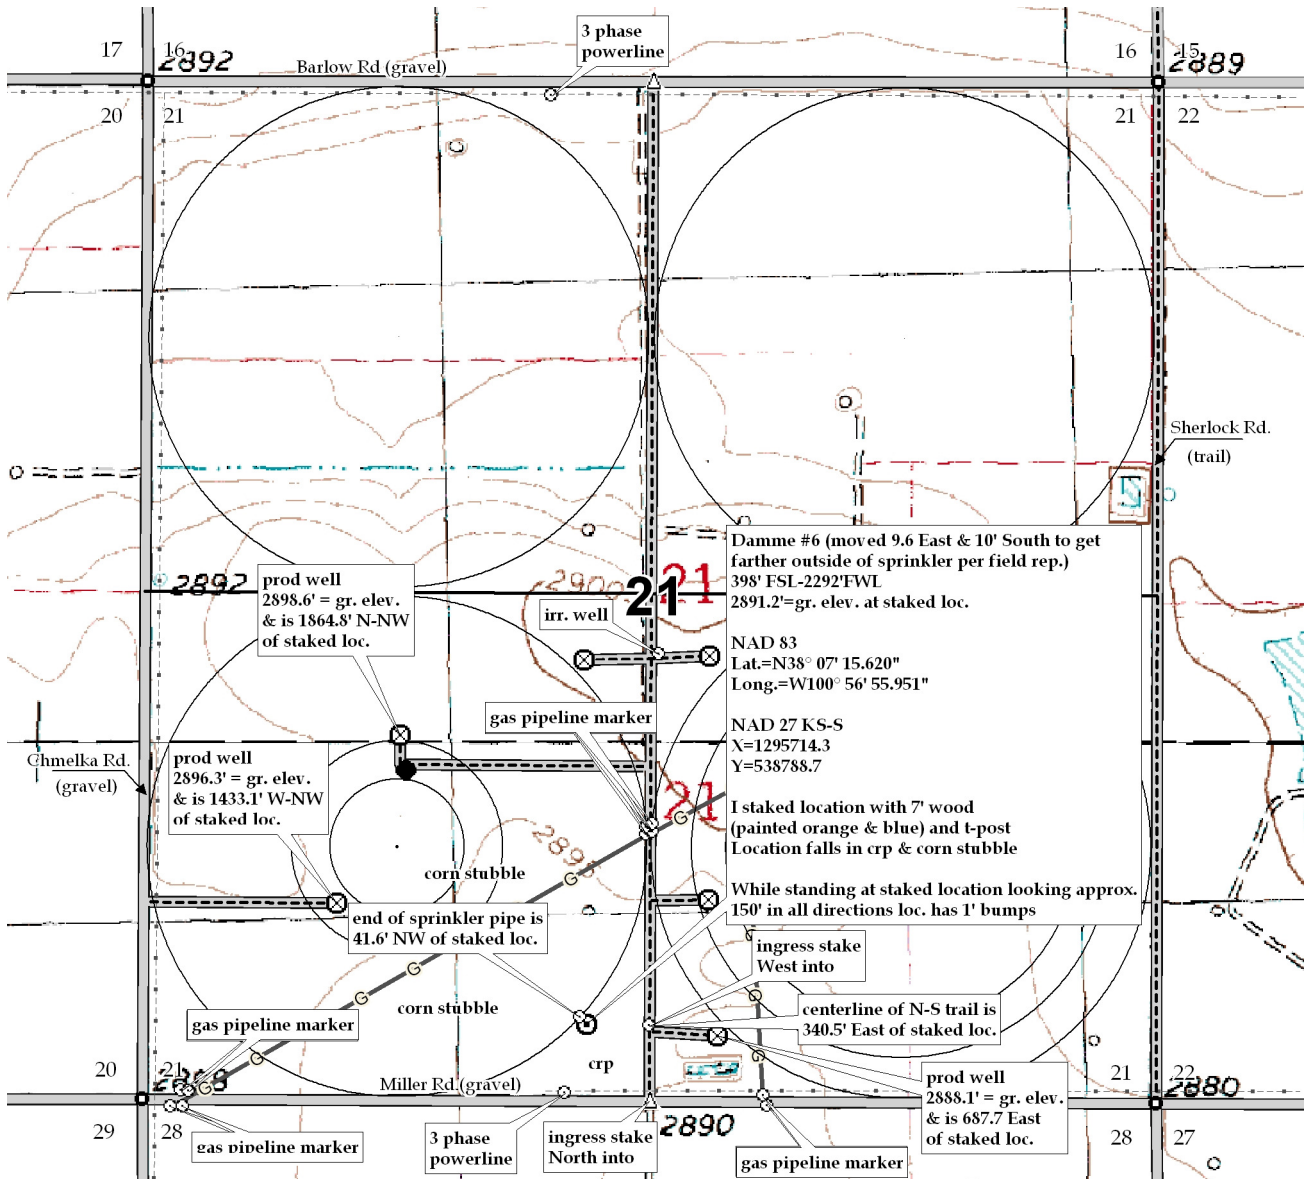 3 phase
powerline
17
16
2892
Barlow Rd (gravel)
16
15
2889
20
21
21
22
Sherlock Rd.
(trail)
Damme #6 (moved 9.6 East & 10' South to get
farther outside of sprinkler per field rep.)
398' FSL-2292'FWL
2891.2'=gr. elev. at staked loc.
NAD 83
Lat.=N38° 07' 15.620"
Long.=W100° 56' 55.951"
NAD 27 KS-S
X=1295714.3
Y=538788.7
I staked location with 7' wood
(painted orange & blue) and t-post
Location falls in crp & corn stubble
While standing at staked location looking approx.
150' in all directions loc. has 1' bumps
2892
prod well
2898.6' = gr. elev.
& is 1864.8' N-NW
of staked loc.
2900
21
21
irr. well
gas pipeline marker
Chmelka Rd.
(gravel)
prod well
2896.3' = gr. elev.
& is 1433.1' W-NW
of staked loc.
21
corn stubble
end of sprinkler pipe is
41.6' NW of staked loc.
ingress stake
West into
corn stubble
centerline of N-S trail is
340.5' East of staked loc.
gas pipeline marker
crp
20
21
Miller Rd. (gravel)
prod well
2888.1' = gr. elev.
& is 687.7 East
of staked loc.
21
22
2880
29
28
gas pipeline marker
3 phase
powerline
ingress stake
North into
2890
gas pipeline marker
28
27
G
G
G
G
G
G
G
G
G